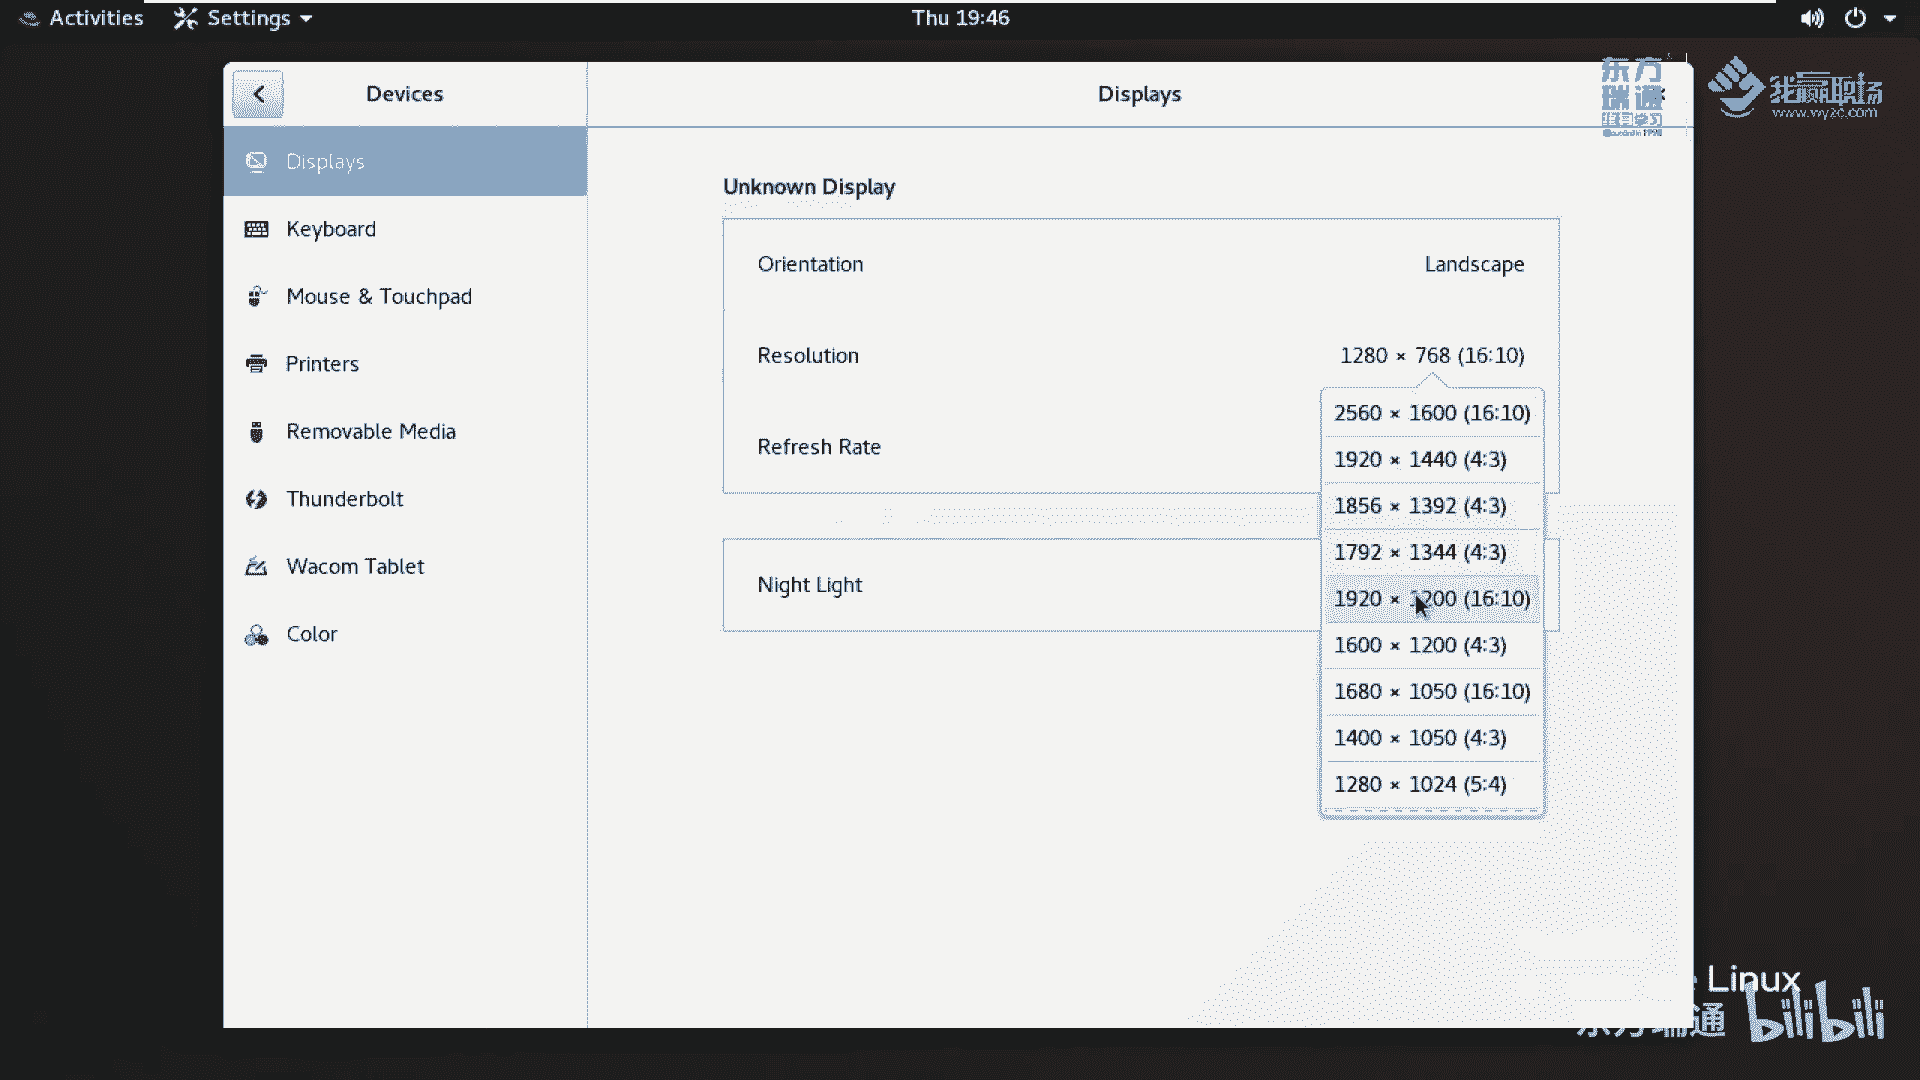 Activities
Settings
Thu 19:46
Devices
Displays
东方
瑞通
www.wyzc.com
我赢职场
Displays
Keyboard
Mouse & Touchpad
Printers
Removable Media
Thunderbolt
Wacom Tablet
Color
Unknown Display
Orientation
Landscape
Resolution
1280 × 768 (16:10)
Refresh Rate
Night Light
2560 × 1600 (16:10)
1920 × 1440 (4:3)
1856 × 1392 (4:3)
1792 × 1344 (4:3)
1920 × 1200 (16:10)
1600 × 1200 (4:3)
1680 × 1050 (16:10)
1400 × 1050 (4:3)
1280 × 1024 (5:4)
Linux
东方瑞通
bilibili